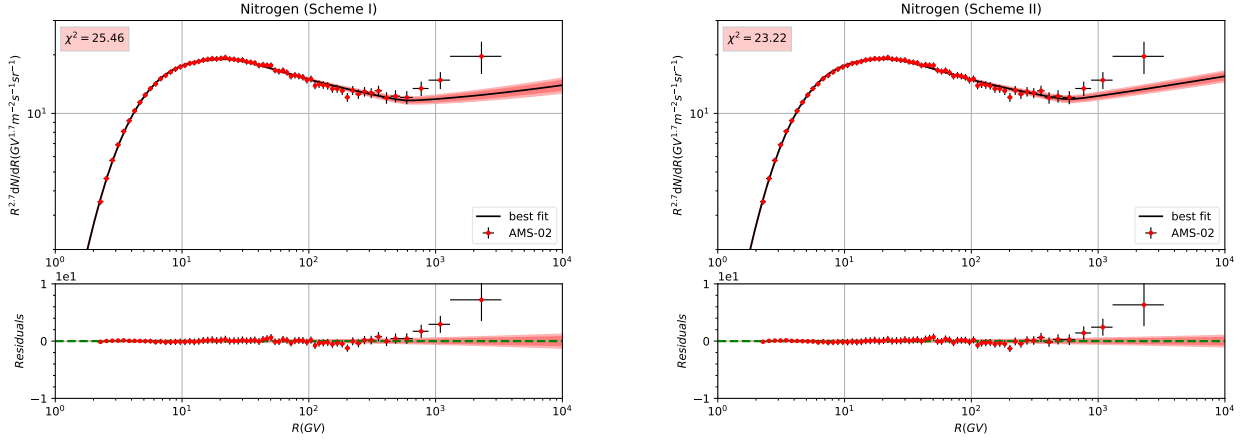 Nitrogen (Scheme I)
χ² = 25.46
R^2.7 dN/dR(GV^1.7 m^−2 s^−1 sr^−1)
10^1
best fit
AMS-02
1e1
Residuals
1
0
−1
10^0 10^1 10^2 10^3 10^4
R(GV)
Nitrogen (Scheme II)
χ² = 23.22
R^2.7 dN/dR(GV^1.7 m^−2 s^−1 sr^−1)
10^1
best fit
AMS-02
1e1
Residuals
1
0
−1
10^0 10^1 10^2 10^3 10^4
R(GV)